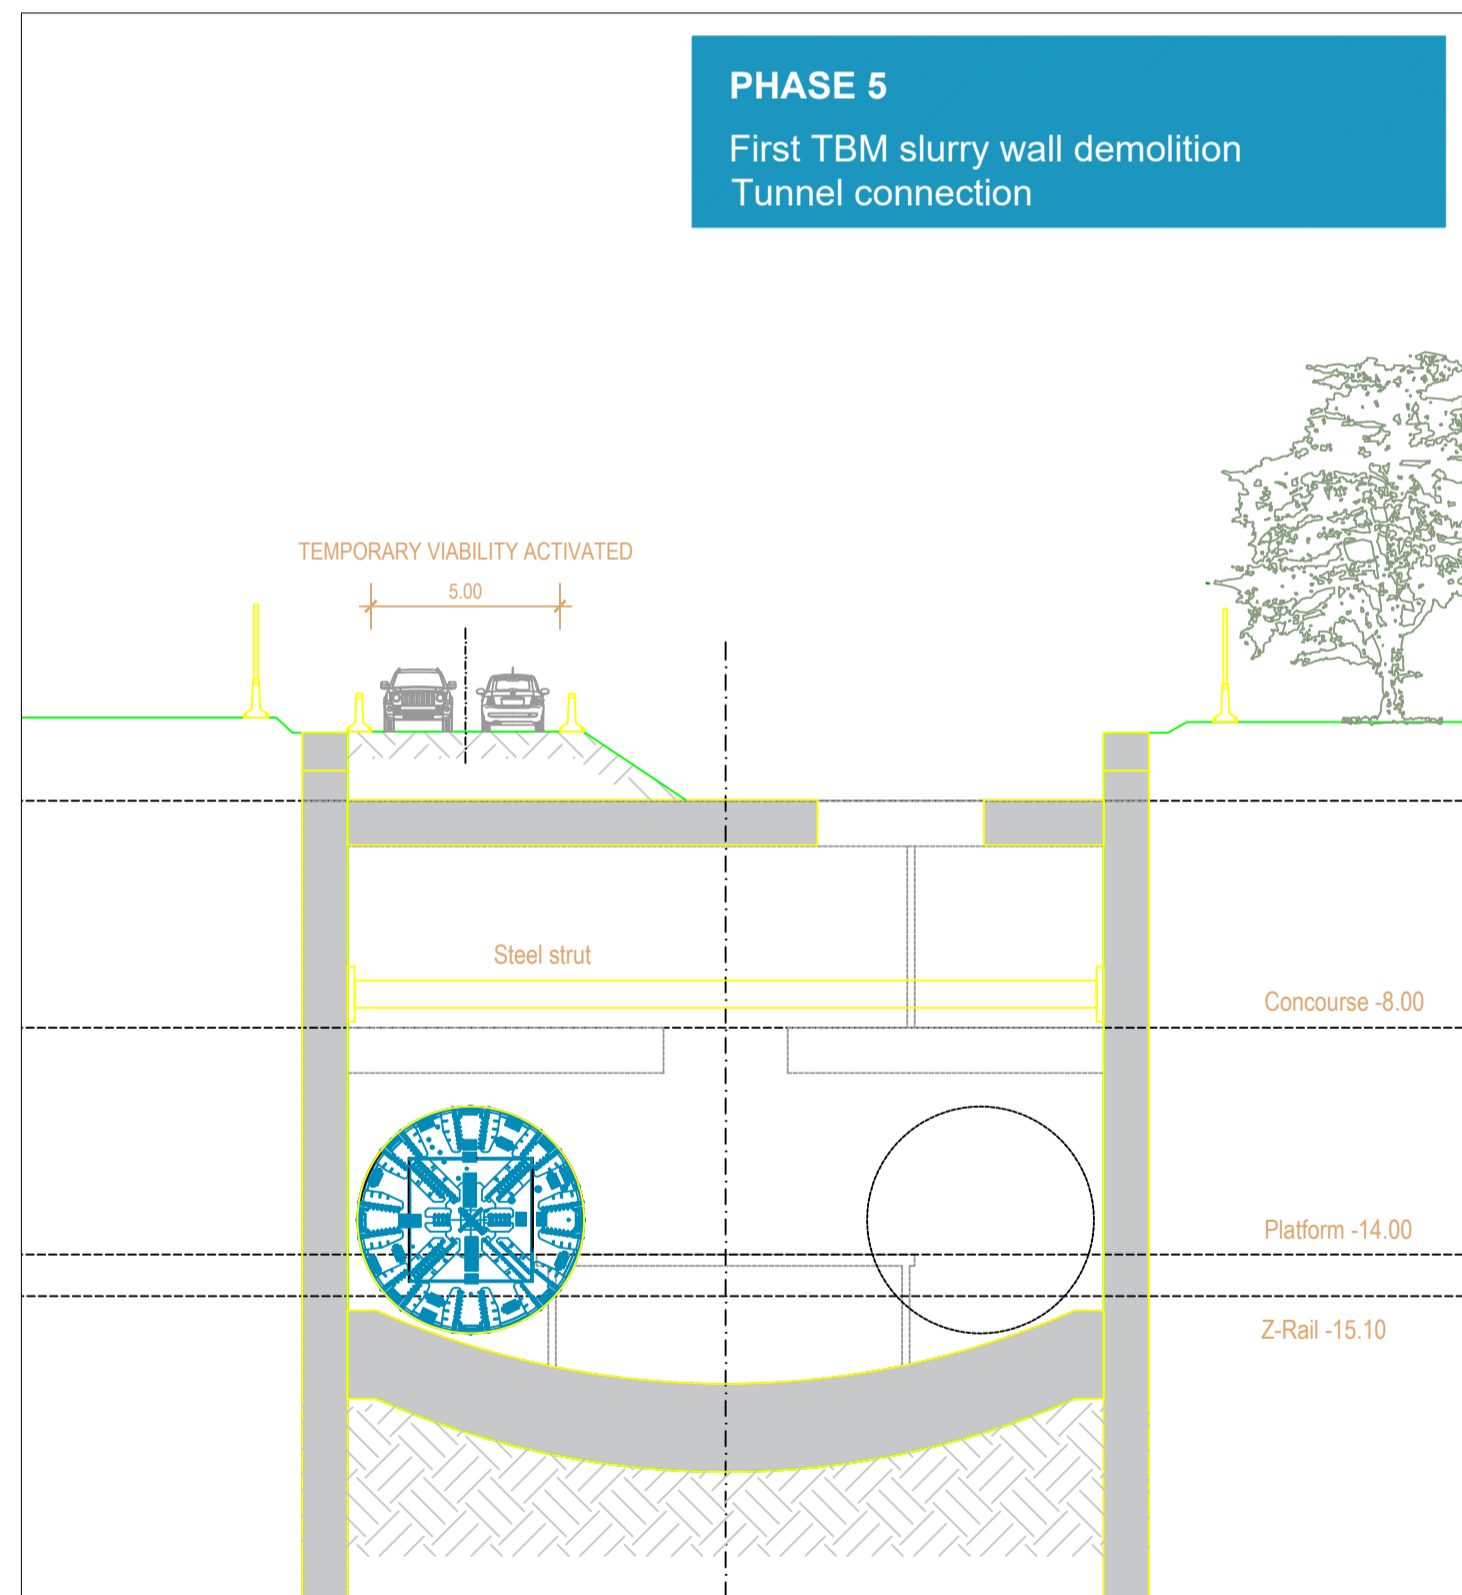 PHASE 5
First TBM slurry wall demolition
Tunnel connection
TEMPORARY VIABILITY ACTIVATED
5.00
Steel strut
Concourse -8.00
Platform -14.00
Z-Rail -15.10